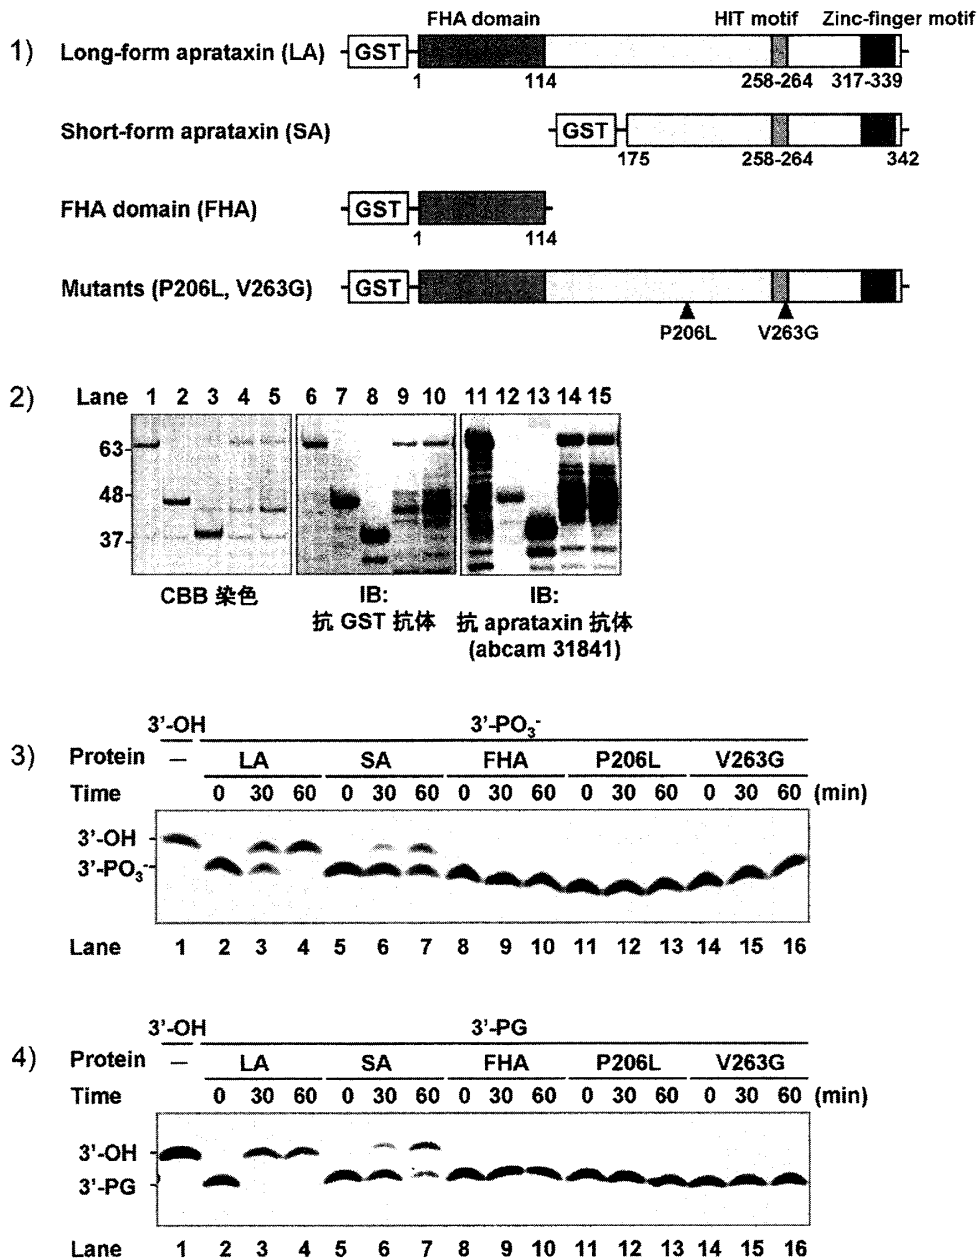 FHA domain HIT motif Zinc-finger motif
1) Long-form aprataxin (LA) GST
1 114 258-264 317-339
Short-form aprataxin (SA) GST
175 258-264 342
FHA domain (FHA) GST
1 114
Mutants (P206L, V263G) GST
P206L V263G
2) Lane 1 2 3 4 5 6 7 8 9 10 11 12 13 14 15
63
48
37
CBB 染色 IB: IB:
抗 GST 抗体 抗 aprataxin 抗体
(abcam 31841)
3'-OH 3'-PO3-
3) Protein – LA SA FHA P206L V263G
Time 0 30 60 0 30 60 0 30 60 0 30 60 0 30 60 (min)
3'-OH
3'-PO3-
Lane 1 2 3 4 5 6 7 8 9 10 11 12 13 14 15 16
3'-OH 3'-PG
4) Protein – LA SA FHA P206L V263G
Time 0 30 60 0 30 60 0 30 60 0 30 60 0 30 60 (min)
3'-OH
3'-PG
Lane 1 2 3 4 5 6 7 8 9 10 11 12 13 14 15 16